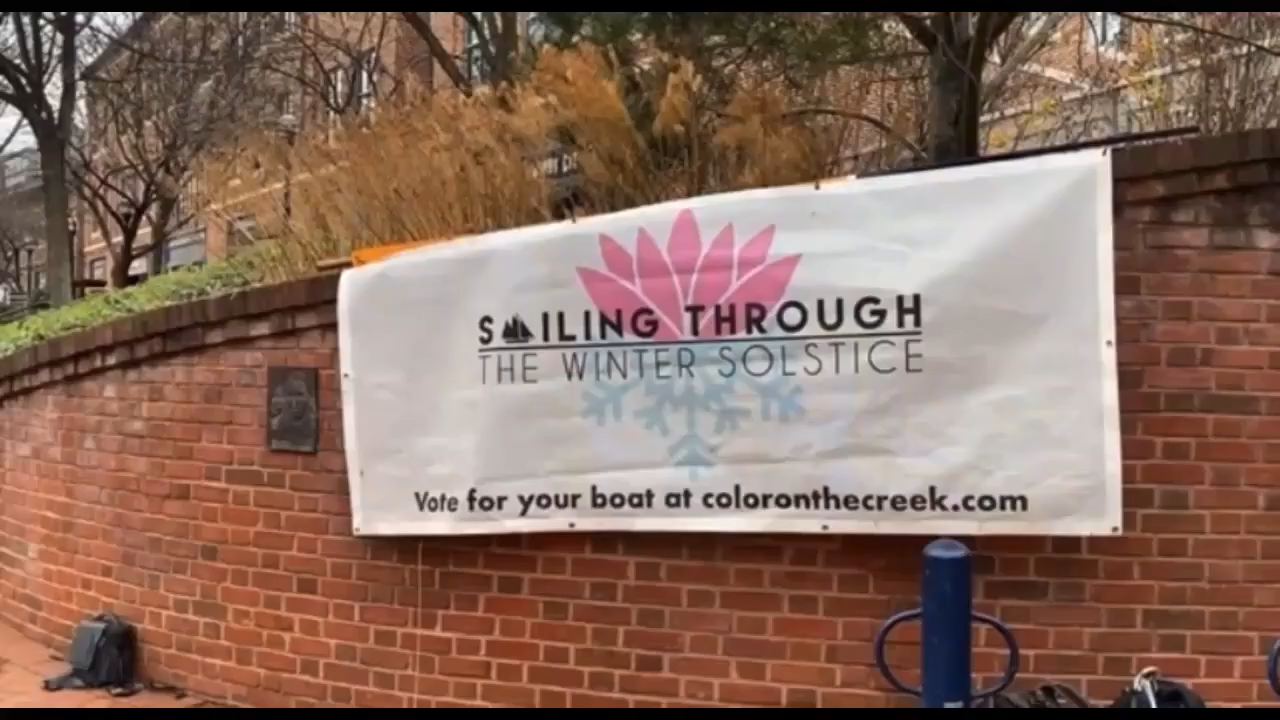 SAILING THROUGH
THE WINTER SOLSTICE
Vote for your boat at coloronthecreek.com